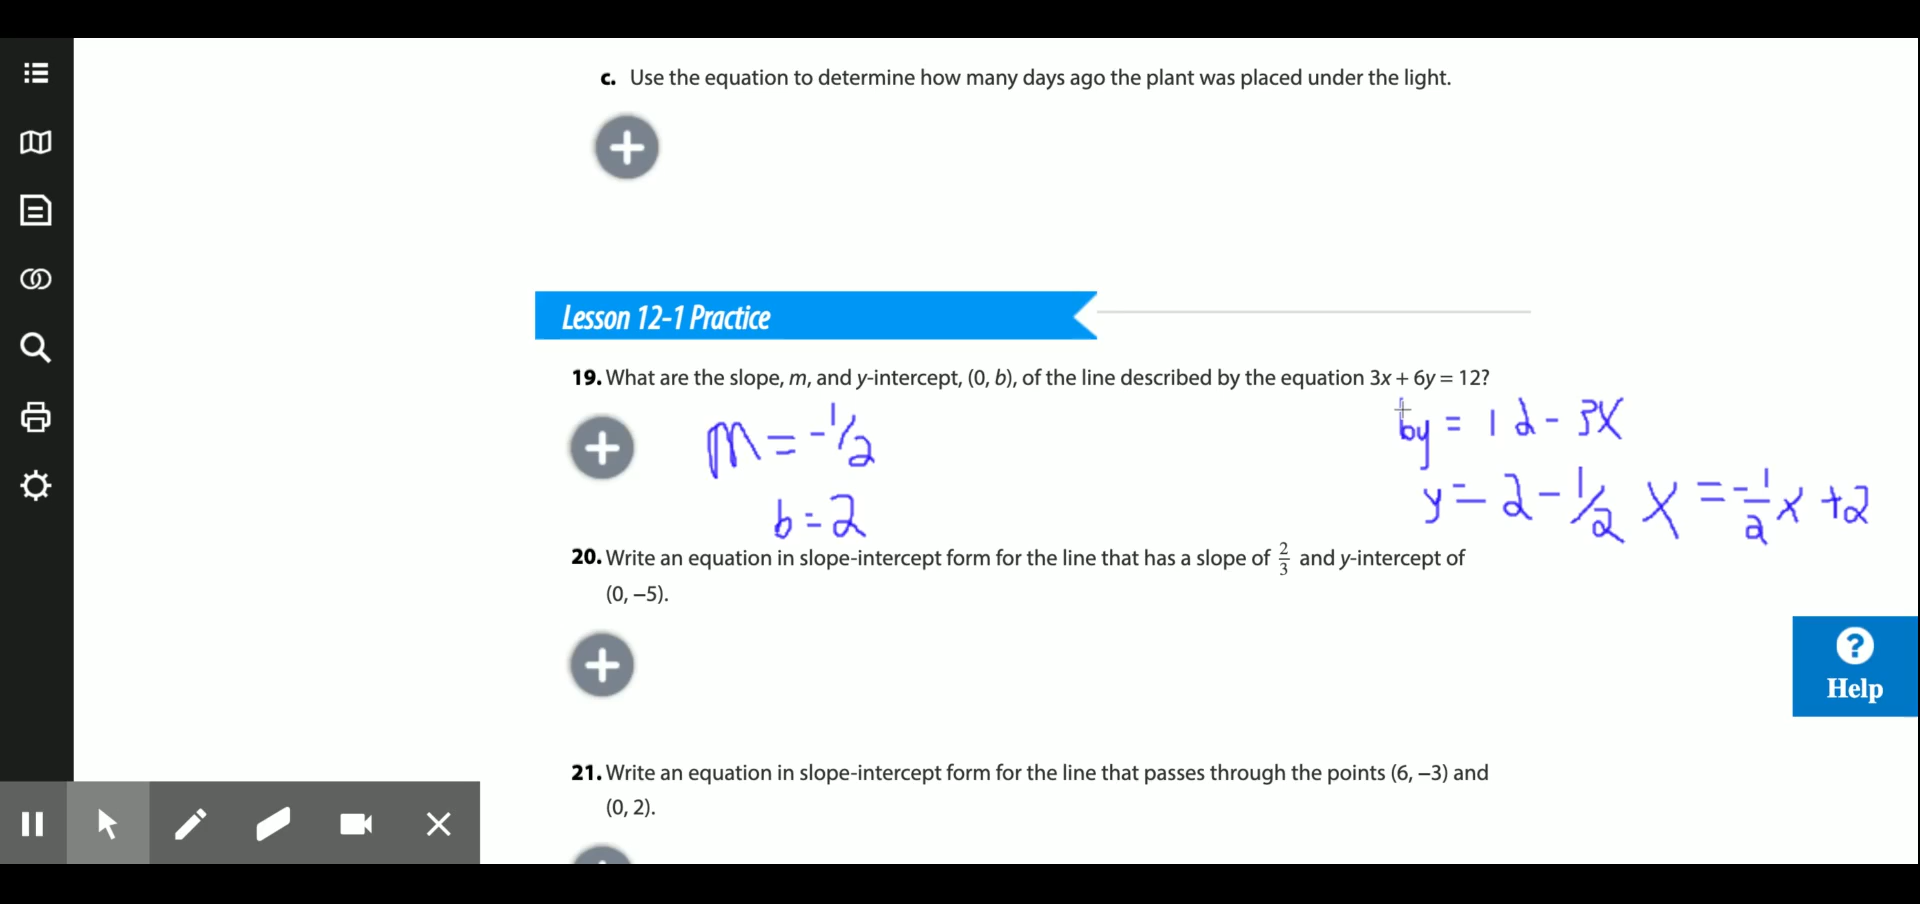 c. Use the equation to determine how many days ago the plant was placed under the light.
Lesson 12-1 Practice
19. What are the slope, m, and y-intercept, (0, b), of the line described by the equation 3x + 6y = 12?
m = -1/2
b = 2
6y = 12 - 3x
y = 2 - 1/2 x = -1/2 x + 2
20. Write an equation in slope-intercept form for the line that has a slope of 2/3 and y-intercept of
(0, −5).
Help
21. Write an equation in slope-intercept form for the line that passes through the points (6, −3) and
(0, 2).